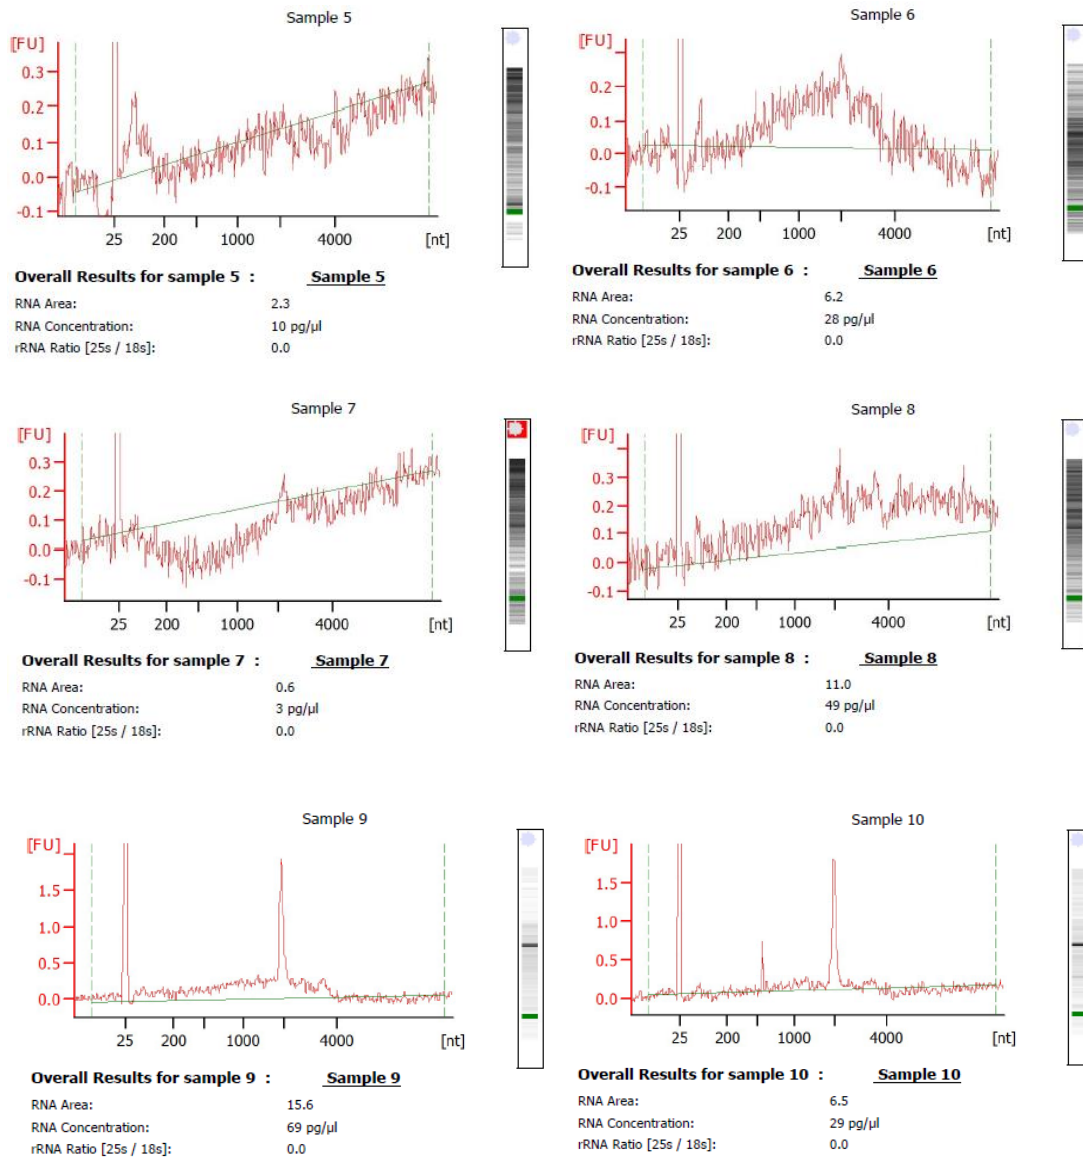 Sample 5
[FU]
0.3
0.2
0.1
0.0
-0.1
25 200 1000 4000 [nt]
Overall Results for sample 5 : Sample 5
RNA Area: 2.3
RNA Concentration: 10 pg/µl
rRNA Ratio [25s / 18s]: 0.0
Sample 6
[FU]
0.2
0.1
0.0
-0.1
25 200 1000 4000 [nt]
Overall Results for sample 6 : Sample 6
RNA Area: 6.2
RNA Concentration: 28 pg/µl
rRNA Ratio [25s / 18s]: 0.0
Sample 7
[FU]
0.3
0.2
0.1
0.0
-0.1
25 200 1000 4000 [nt]
Overall Results for sample 7 : Sample 7
RNA Area: 0.6
RNA Concentration: 3 pg/µl
rRNA Ratio [25s / 18s]: 0.0
Sample 8
[FU]
0.3
0.2
0.1
0.0
-0.1
25 200 1000 4000 [nt]
Overall Results for sample 8 : Sample 8
RNA Area: 11.0
RNA Concentration: 49 pg/µl
rRNA Ratio [25s / 18s]: 0.0
Sample 9
[FU]
1.5
1.0
0.5
0.0
25 200 1000 4000 [nt]
Overall Results for sample 9 : Sample 9
RNA Area: 15.6
RNA Concentration: 69 pg/µl
rRNA Ratio [25s / 18s]: 0.0
Sample 10
[FU]
1.5
1.0
0.5
0.0
25 200 1000 4000 [nt]
Overall Results for sample 10 : Sample 10
RNA Area: 6.5
RNA Concentration: 29 pg/µl
rRNA Ratio [25s / 18s]: 0.0